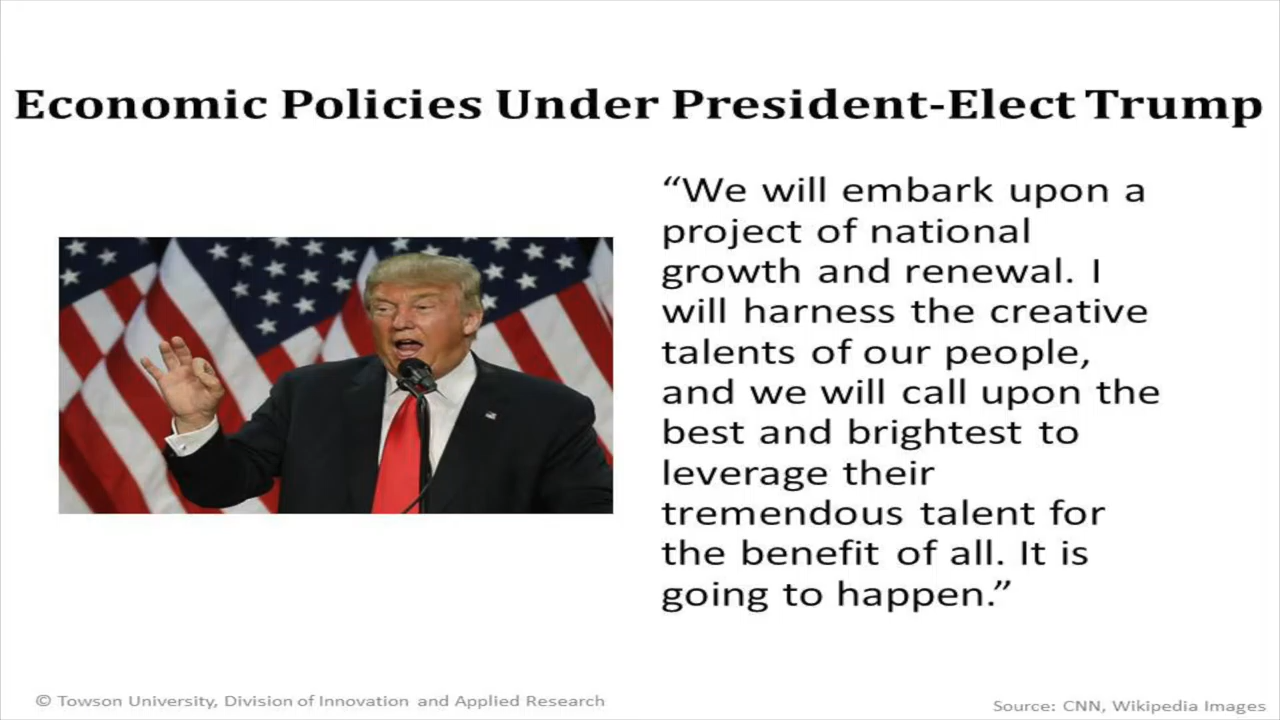 Economic Policies Under President-Elect Trump
“We will embark upon a
project of national
growth and renewal. I
will harness the creative
talents of our people,
and we will call upon the
best and brightest to
leverage their
tremendous talent for
the benefit of all. It is
going to happen.”
© Towson University, Division of Innovation and Applied Research
Source: CNN, Wikipedia Images